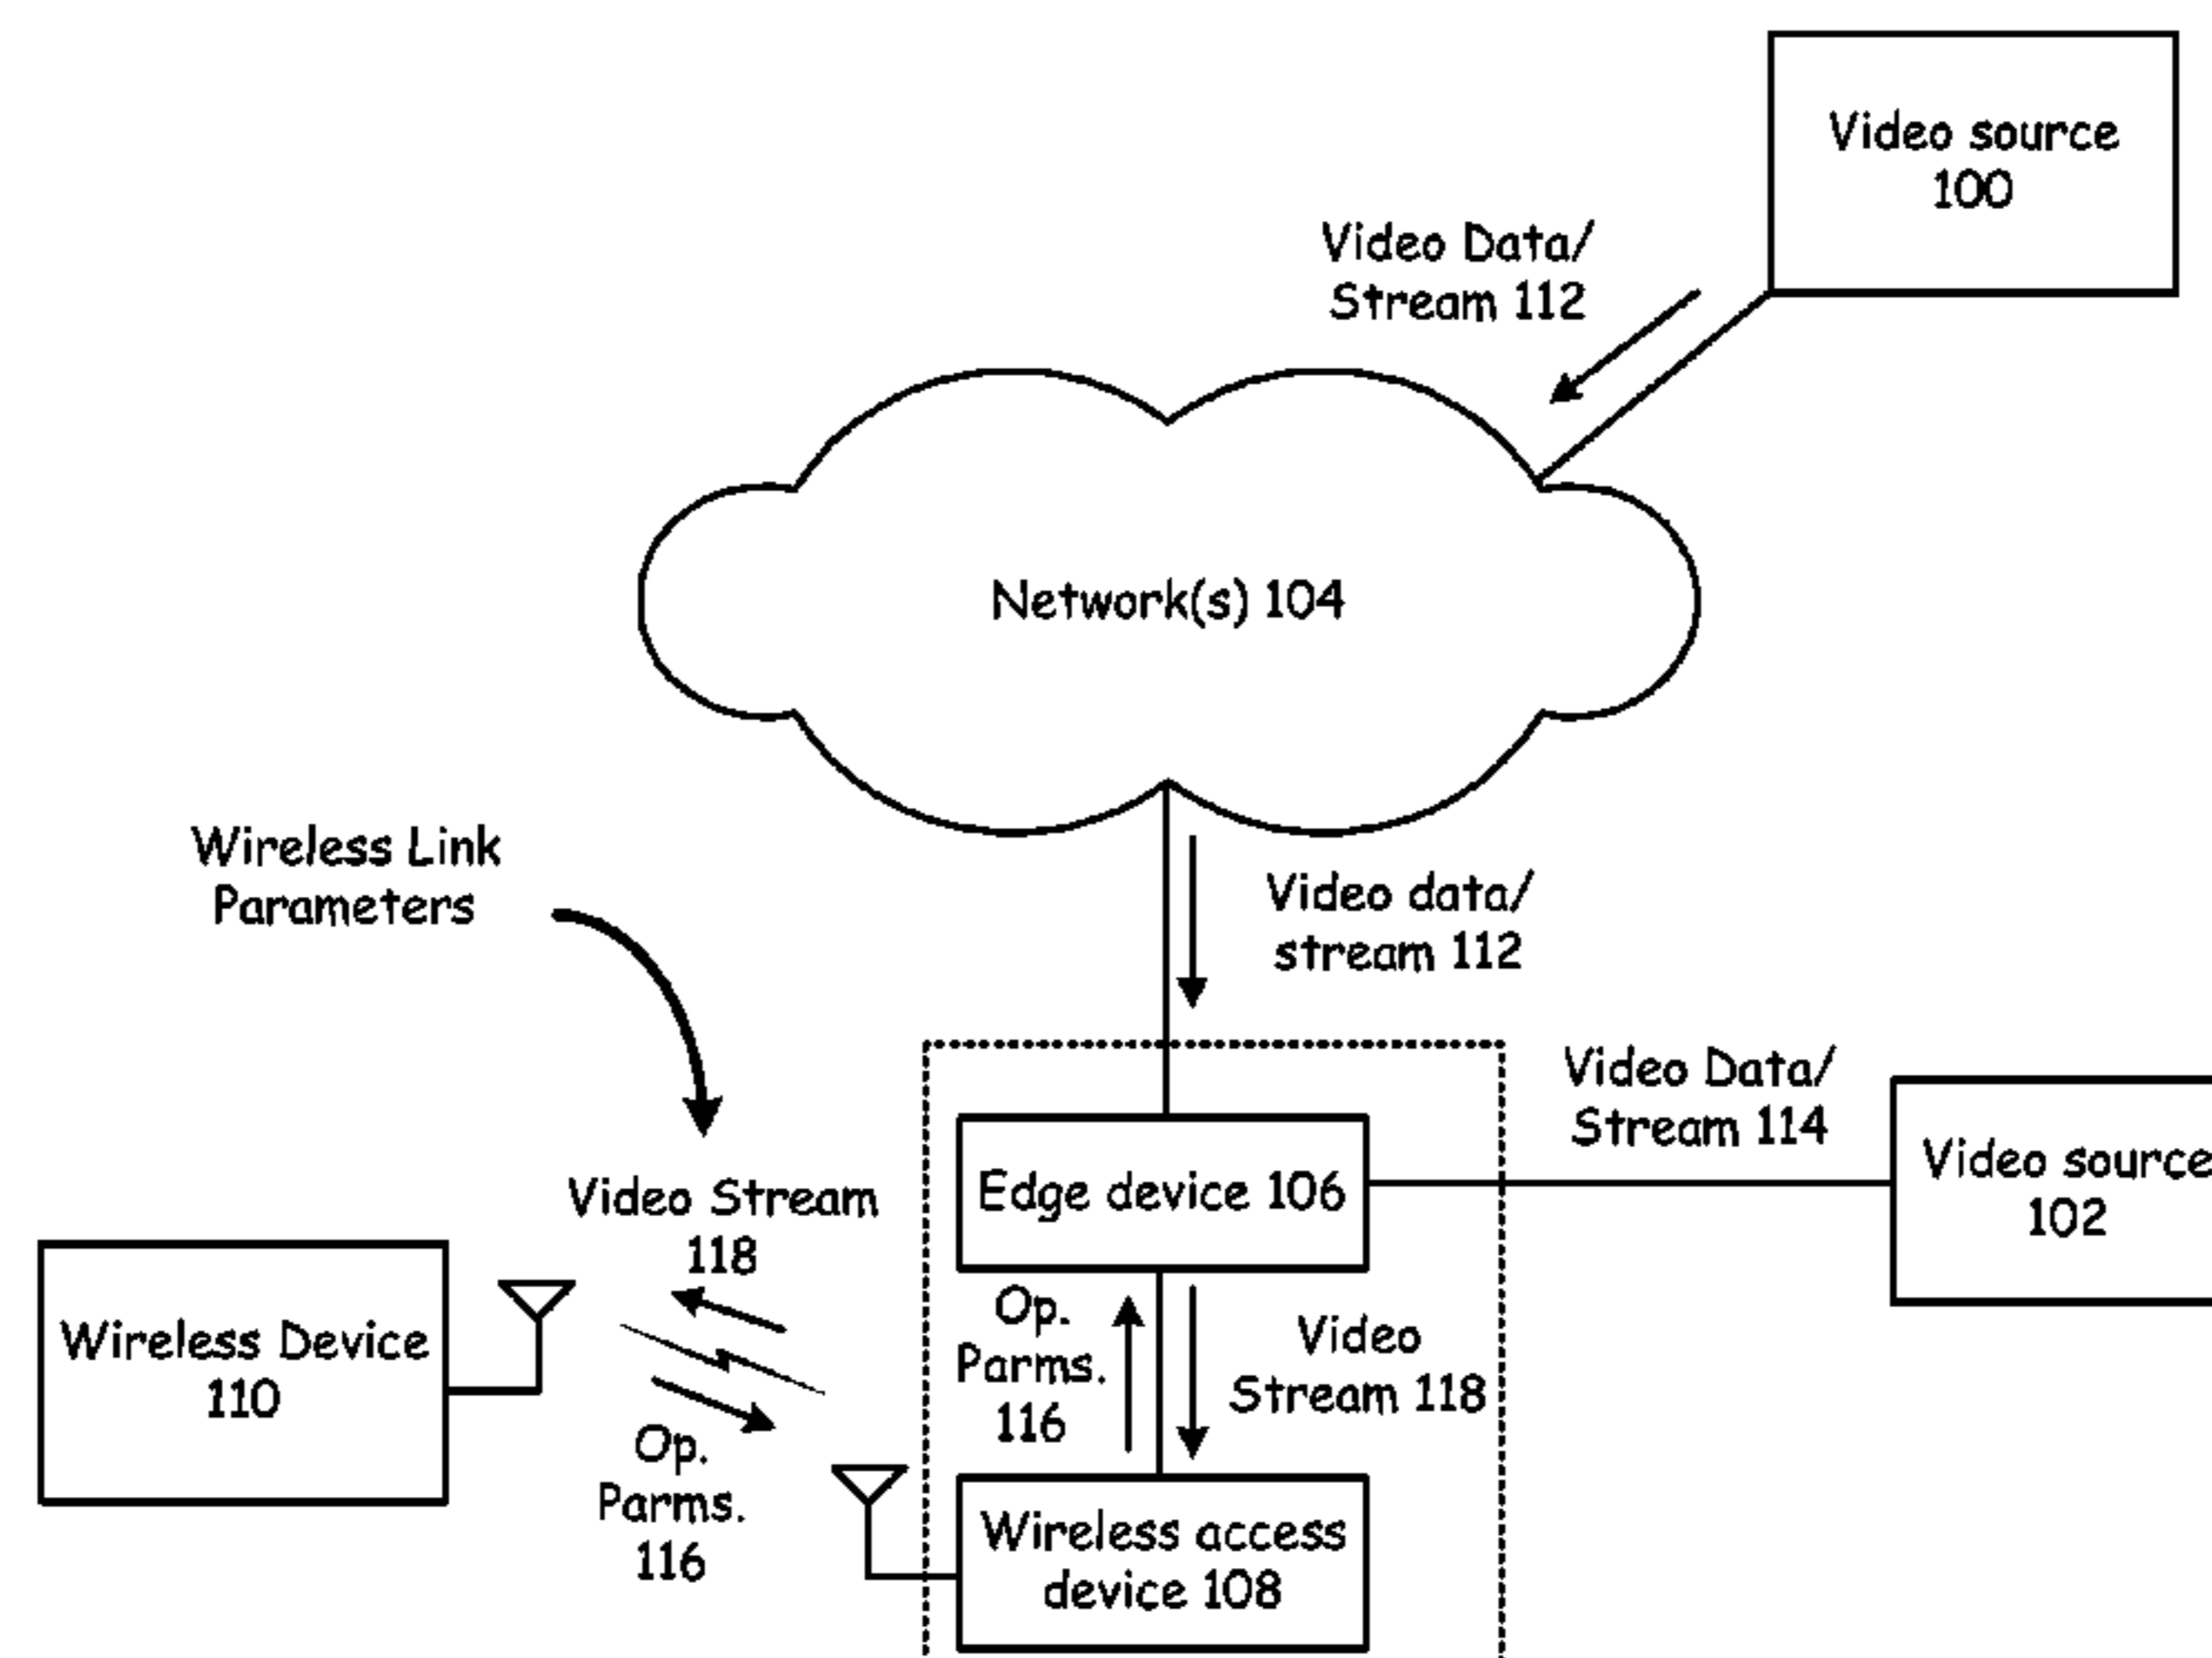 Video source
100
Video Data/
Stream 112
Network(s) 104
Wireless Link
Parameters
Video data/
stream 112
Video Data/
Stream 114
Edge device 106
Video source
102
Video Stream
118
Wireless Device
110
Op.
Parms.
116
Op.
Parms.
116
Video
Stream 118
Wireless access
device 108